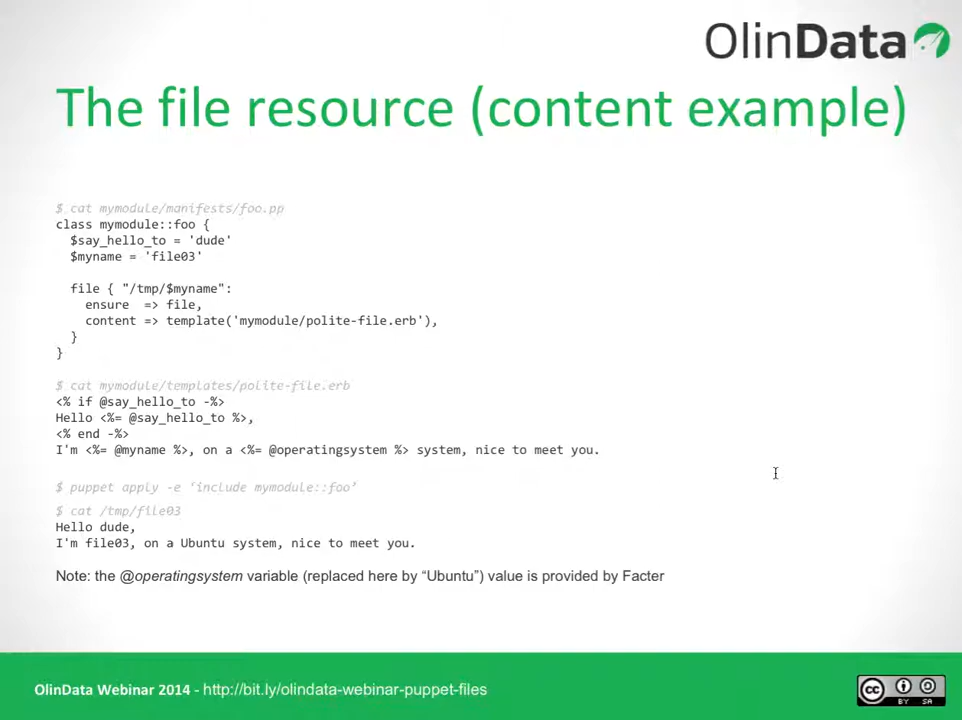 OlinData
The file resource (content example)
$ cat mymodule/manifests/foo.pp
class mymodule::foo {
  $say_hello_to = 'dude'
  $myname = 'file03'
  file { "/tmp/$myname":
    ensure  => file,
    content => template('mymodule/polite-file.erb'),
  }
}
$ cat mymodule/templates/polite-file.erb
<% if @say_hello_to -%>
Hello <%= @say_hello_to %>,
<% end -%>
I'm <%= @myname %>, on a <%= @operatingsystem %> system, nice to meet you.
$ puppet apply -e ‘include mymodule::foo’
$ cat /tmp/file03
Hello dude,
I'm file03, on a Ubuntu system, nice to meet you.
Note: the @operatingsystem variable (replaced here by “Ubuntu”) value is provided by Facter
OlinData Webinar 2014 - http://bit.ly/olindata-webinar-puppet-files
cc BY SA